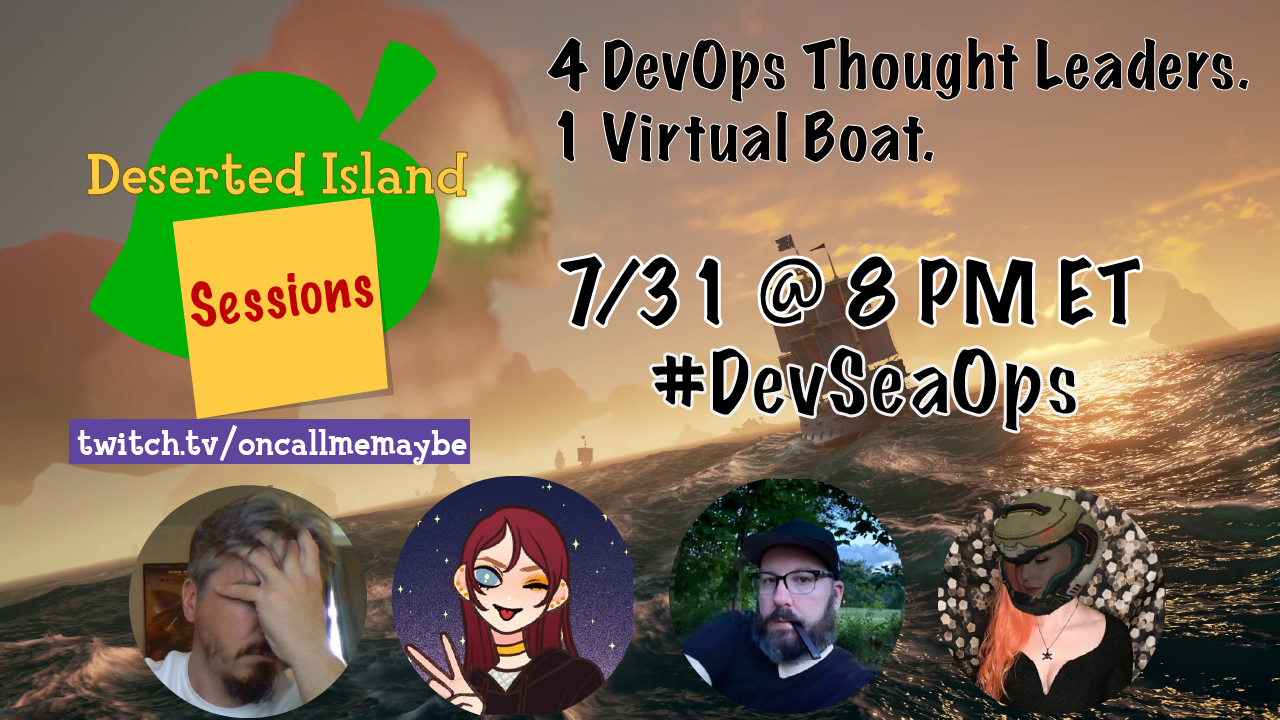 Deserted Island
Sessions
twitch.tv/oncallmemaybe
4 DevOps Thought Leaders.
1 Virtual Boat.
7/31 @ 8 PM ET
#DevSeaOps